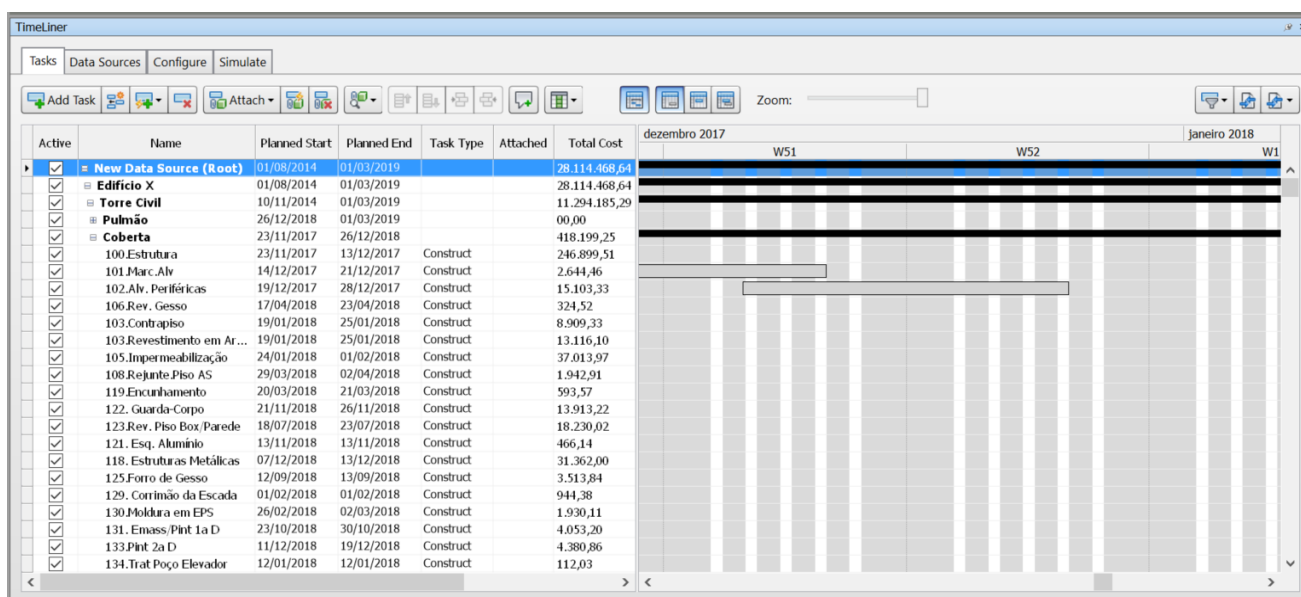 TimeLiner
Tasks Data Sources Configure Simulate
Add Task Attach Zoom:
Active Name Planned Start Planned End Task Type Attached Total Cost dezembro 2017 janeiro 2018
W51 W52 W1
New Data Source (Root) 01/08/2014 01/03/2019 28.114.468,64
Edifício X 01/08/2014 01/03/2019 28.114.468,64
Torre Civil 10/11/2014 01/03/2019 11.294.185,29
Pulmão 26/12/2018 01/03/2019 00,00
Coberta 23/11/2017 26/12/2018 418.199,25
100.Estrutura 23/11/2017 13/12/2017 Construct 246.899,51
101.Marc.Alv 14/12/2017 21/12/2017 Construct 2.644,46
102.Alv. Periféricas 19/12/2017 28/12/2017 Construct 15.103,33
106.Rev. Gesso 17/04/2018 23/04/2018 Construct 324,52
103.Contrapiso 19/01/2018 25/01/2018 Construct 8.909,33
103.Revestimento em Ar... 19/01/2018 25/01/2018 Construct 13.116,10
105.Impermeabilização 24/01/2018 01/02/2018 Construct 37.013,97
108.Rejunte.Piso AS 29/03/2018 02/04/2018 Construct 1.942,91
119.Encunhamento 20/03/2018 21/03/2018 Construct 593,57
122. Guarda-Corpo 21/11/2018 26/11/2018 Construct 13.913,22
123.Rev. Piso Box/Parede 18/07/2018 23/07/2018 Construct 18.230,02
121. Esq. Alumínio 13/11/2018 13/11/2018 Construct 466,14
118. Estruturas Metálicas 07/12/2018 13/12/2018 Construct 31.362,00
125.Forro de Gesso 12/09/2018 13/09/2018 Construct 3.513,84
129. Corrimão da Escada 01/02/2018 01/02/2018 Construct 944,38
130.Moldura em EPS 26/02/2018 02/03/2018 Construct 1.930,11
131. Emass/Pint 1a D 23/10/2018 30/10/2018 Construct 4.053,20
133.Pint 2a D 11/12/2018 19/12/2018 Construct 4.380,86
134.Trat Poço Elevador 12/01/2018 12/01/2018 Construct 112,03